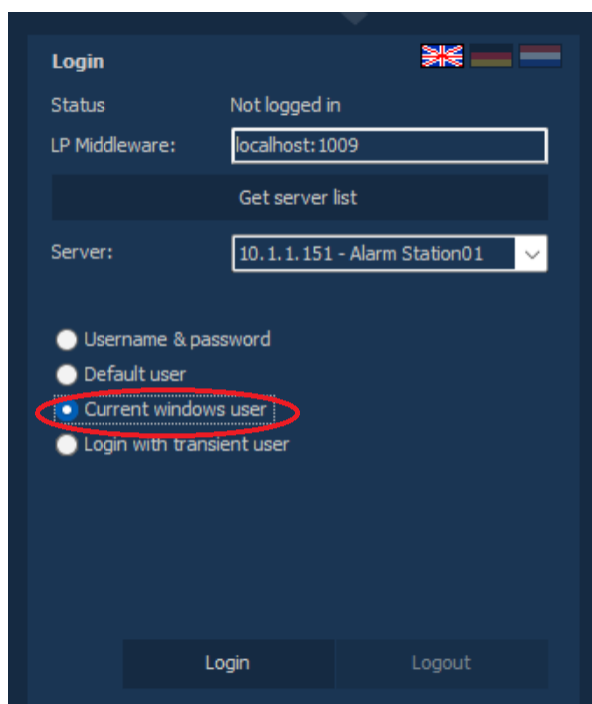 Login
Status Not logged in
LP Middleware: localhost:1009
Get server list
Server: 10.1.1.151 - Alarm Station01
Username & password
Default user
Current windows user
Login with transient user
Login Logout